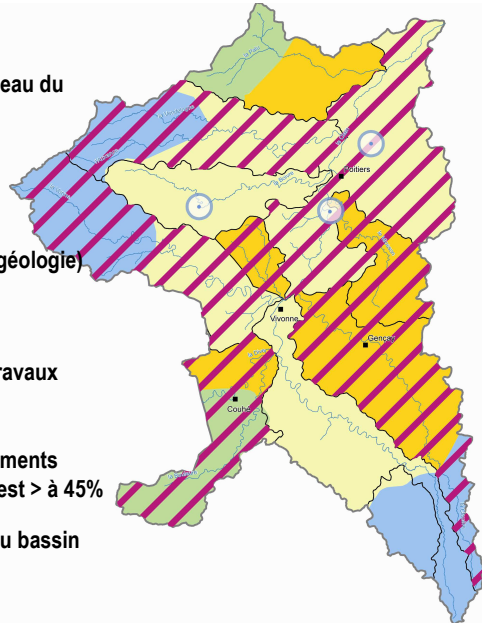 eau du
Poitiers
géologie)
Vivonne
Gençay
ravaux
Couhé
ments
est > à 45%
u bassin